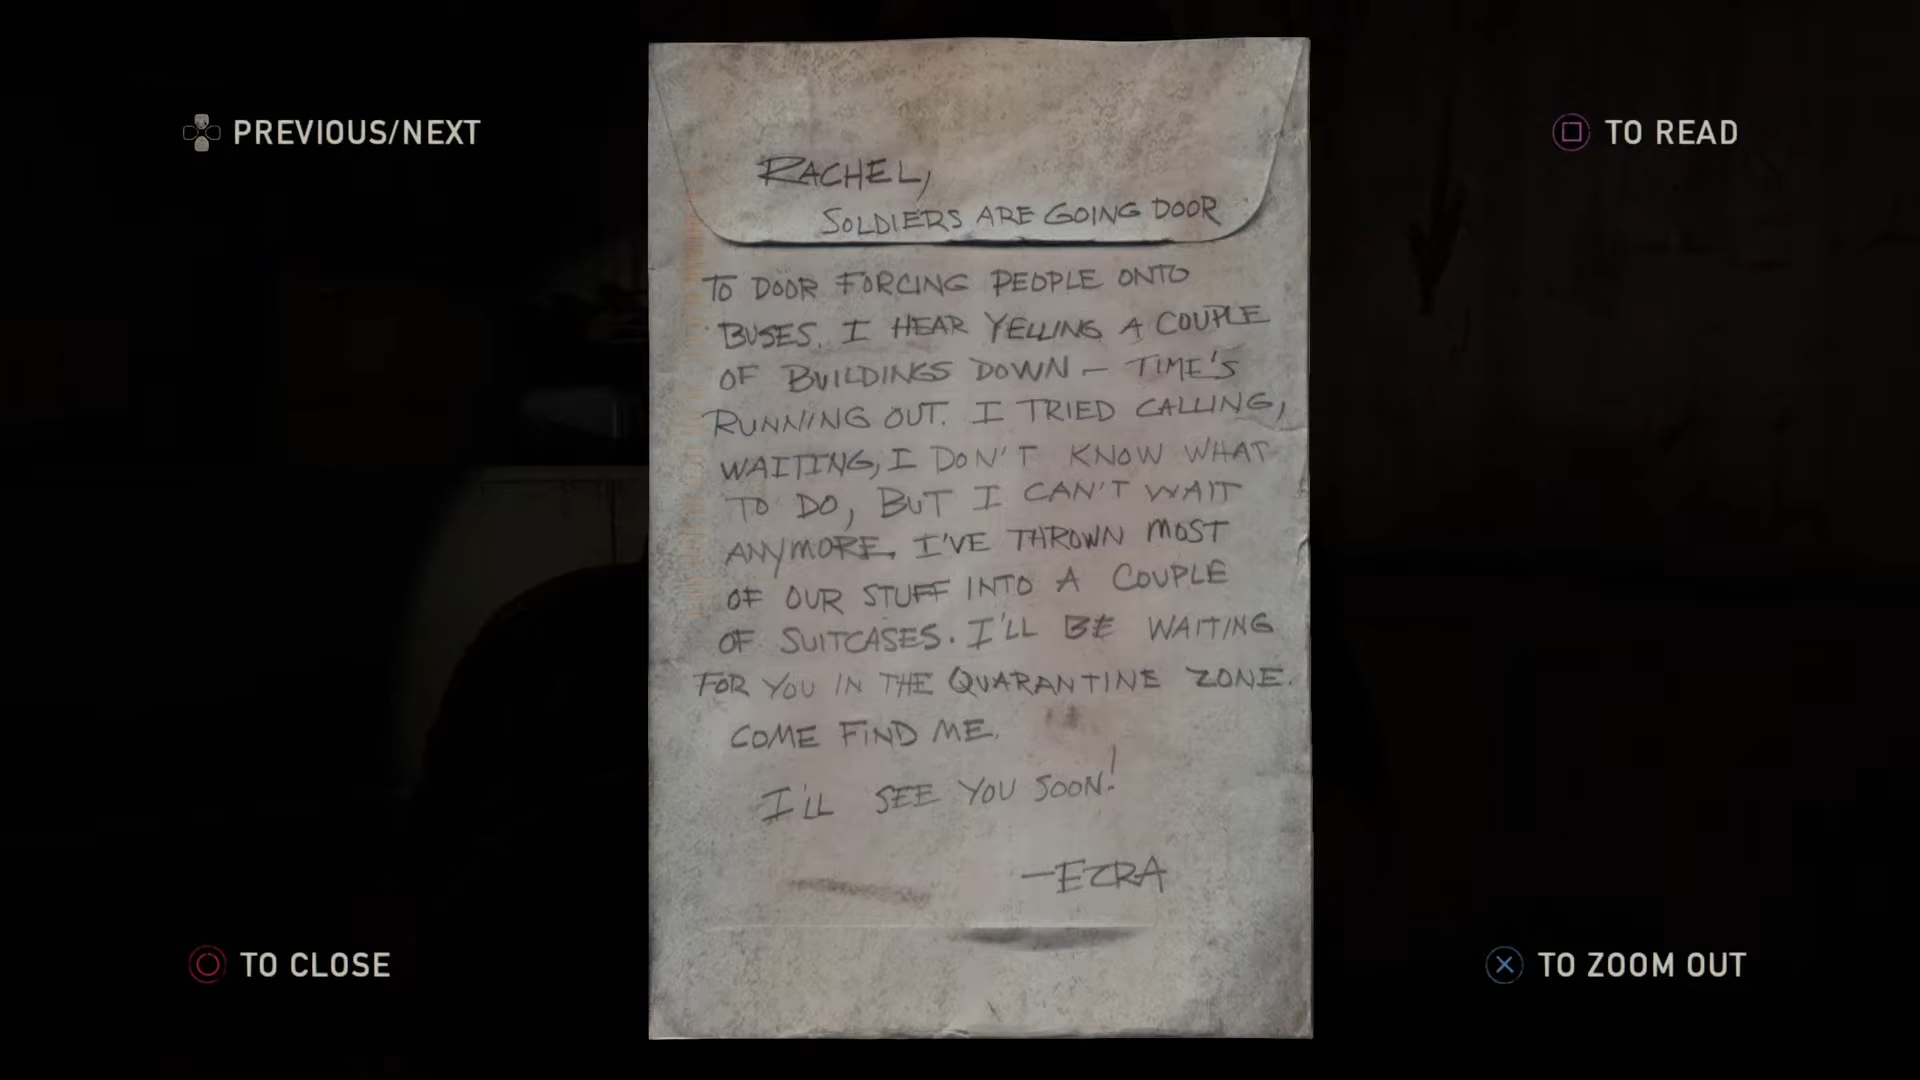 PREVIOUS/NEXT
TO READ
RACHEL,
SOLDIERS ARE GOING DOOR
TO DOOR FORCING PEOPLE ONTO
BUSES. I HEAR YELLING A COUPLE
OF BUILDINGS DOWN – TIME'S
RUNNING OUT. I TRIED CALLING,
WAITING, I DON'T KNOW WHAT
TO DO, BUT I CAN'T WAIT
ANYMORE. I'VE THROWN MOST
OF OUR STUFF INTO A COUPLE
OF SUITCASES. I'LL BE WAITING
FOR YOU IN THE QUARANTINE ZONE.
COME FIND ME.
I'LL SEE YOU SOON!
—EZRA
TO CLOSE
TO ZOOM OUT